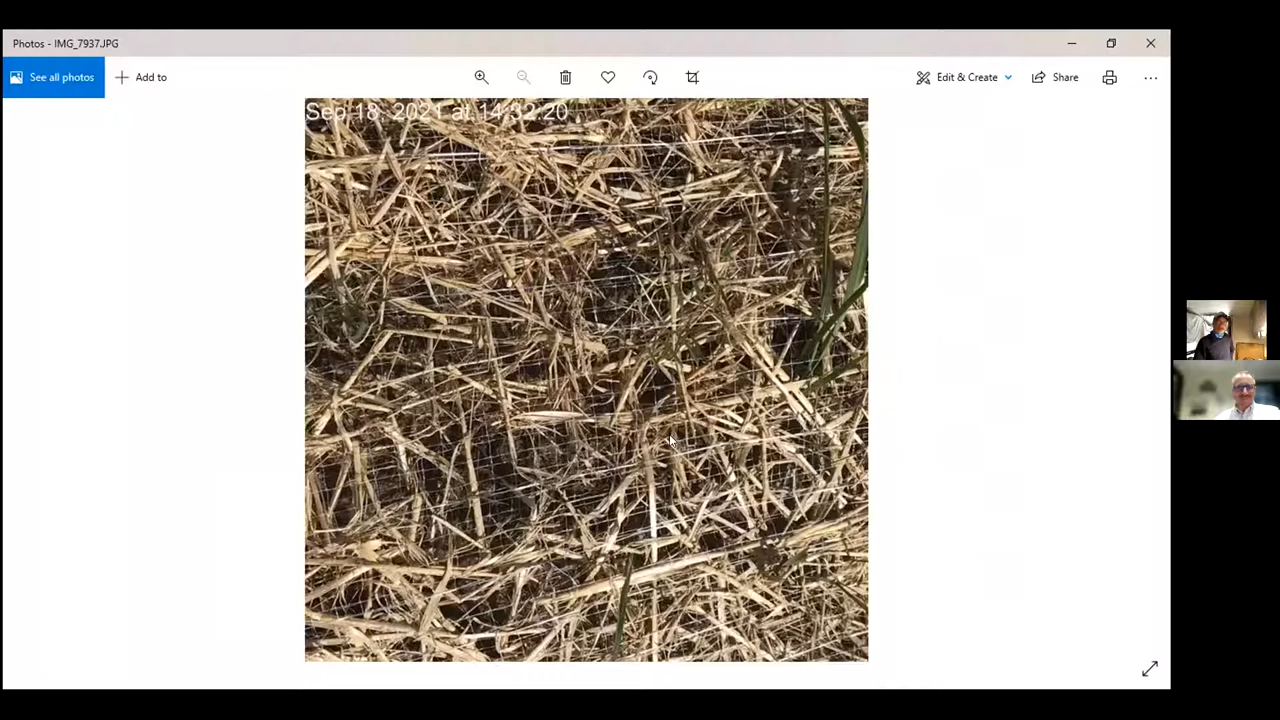 Photos - IMG_7937.JPG
See all photos
Add to
Edit & Create
Share
Sep 18, 2021 at 14:32:20